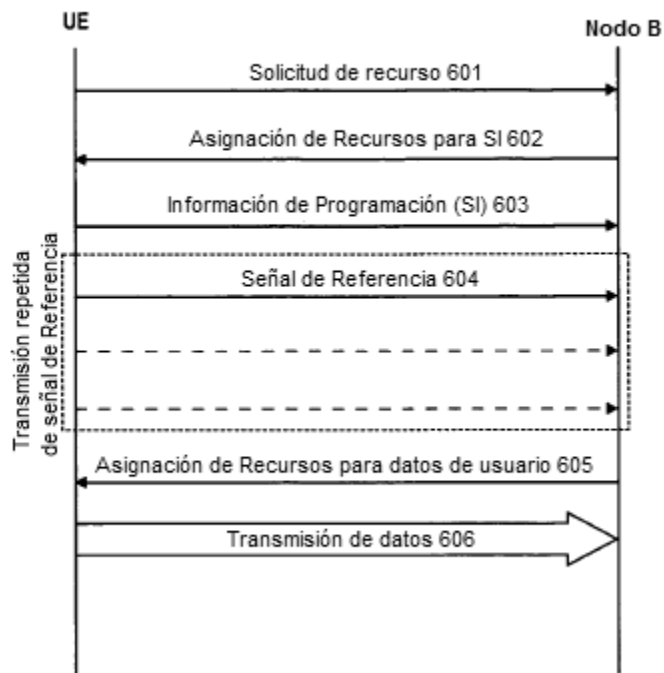 UE
Nodo B
Solicitud de recurso 601
Asignación de Recursos para SI 602
Información de Programación (SI) 603
Transmisión repetida
de señal de Referencia
Señal de Referencia 604
Asignación de Recursos para datos de usuario 605
Transmisión de datos 606